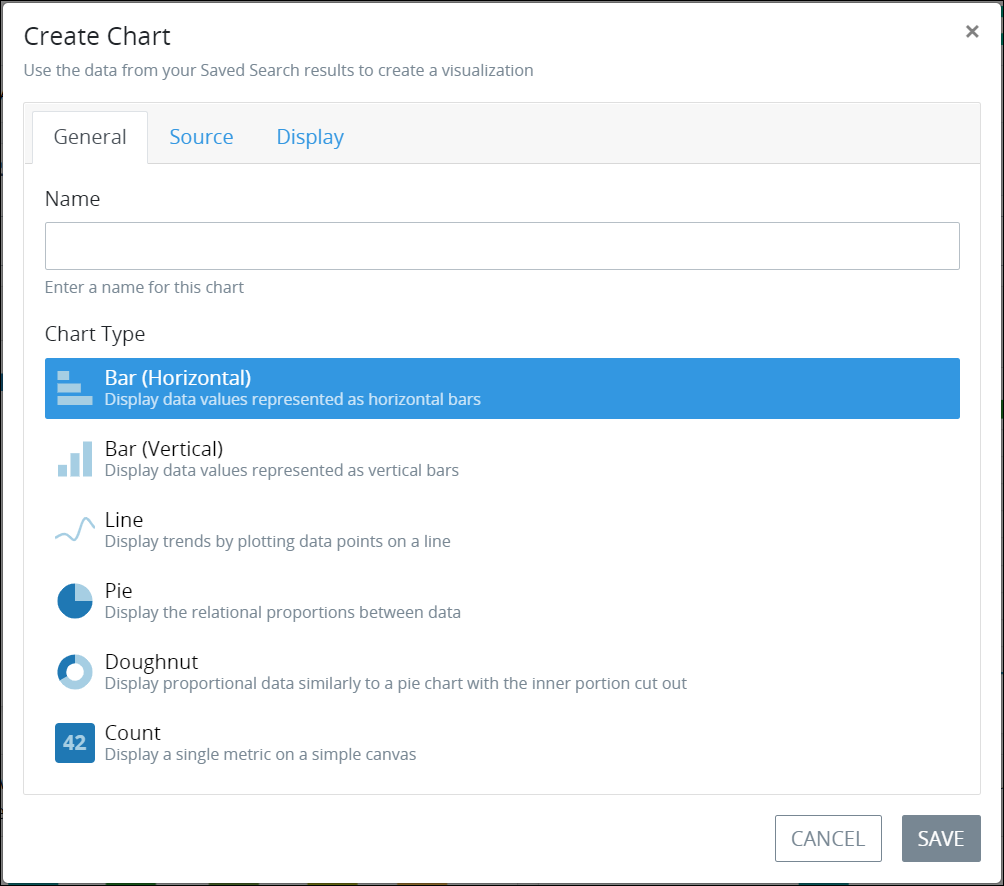 Create Chart
×
Use the data from your Saved Search results to create a visualization
General
Source
Display
Name
Enter a name for this chart
Chart Type
Bar (Horizontal)
Display data values represented as horizontal bars
Bar (Vertical)
Display data values represented as vertical bars
Line
Display trends by plotting data points on a line
Pie
Display the relational proportions between data
Doughnut
Display proportional data similarly to a pie chart with the inner portion cut out
42
Count
Display a single metric on a simple canvas
CANCEL
SAVE